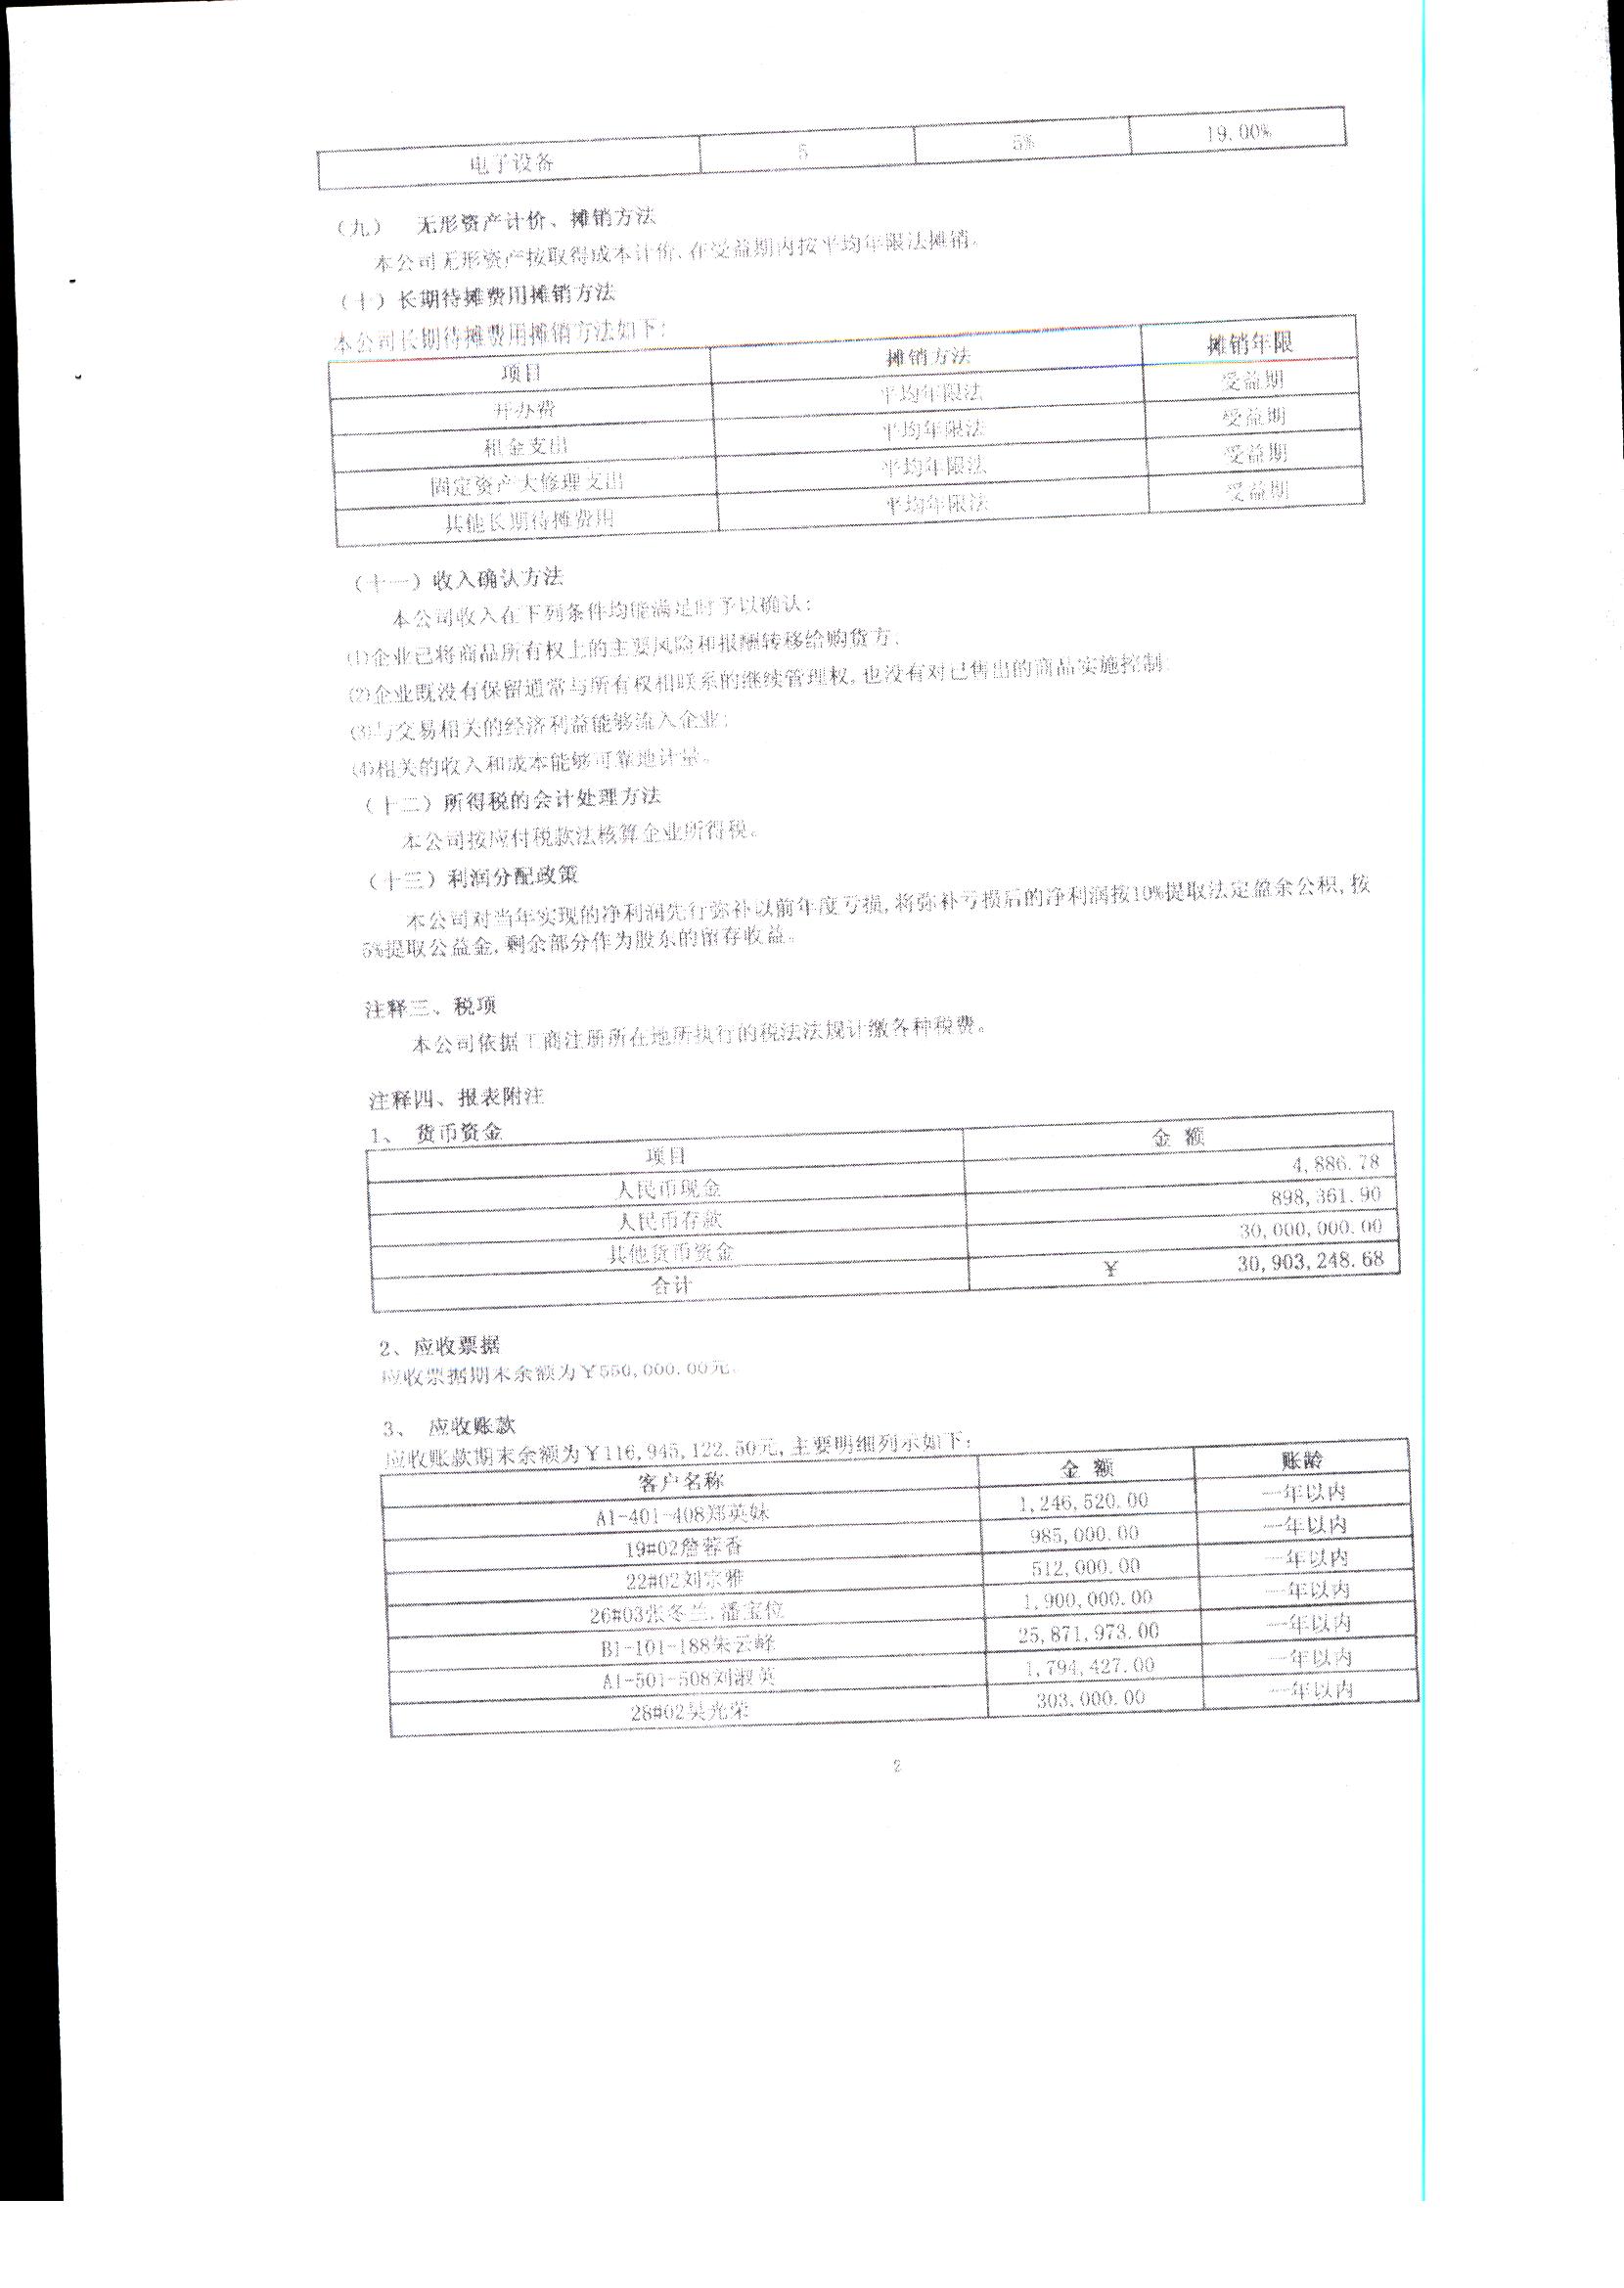 电子设备 5 5% 19.00%
（九） 无形资产计价、摊销方法
本公司无形资产按取得成本计价,在受益期内按平均年限法摊销。
（十）长期待摊费用摊销方法
本公司长期待摊费用摊销方法如下:
项目 摊销方法 摊销年限
开办费 平均年限法 受益期
租金支出 平均年限法 受益期
固定资产大修理支出 平均年限法 受益期
其他长期待摊费用 平均年限法 受益期
（十一）收入确认方法
本公司收入在下列条件均能满足时予以确认:
(1)企业已将商品所有权上的主要风险和报酬转移给购货方;
(2)企业既没有保留通常与所有权相联系的继续管理权,也没有对已售出的商品实施控制;
(3)与交易相关的经济利益能够流入企业;
(4)相关的收入和成本能够可靠地计量。
（十二）所得税的会计处理方法
本公司按应付税款法核算企业所得税。
（十三）利润分配政策
本公司对当年实现的净利润先行弥补以前年度亏损,将弥补亏损后的净利润按10%提取法定盈余公积,按
5%提取公益金,剩余部分作为股东的留存收益。
注释三、税项
本公司依据工商注册所在地所执行的税法法规计缴各种税费。
注释四、报表附注
1、 货币资金
项目 金 额
人民币现金 4,886.78
人民币存款 898,361.90
其他货币资金 30,000,000.00
合计 ￥ 30,903,248.68
2、应收票据
应收票据期末余额为￥550,000.00元。
3、 应收账款
应收账款期末余额为￥116,945,122.50元,主要明细列示如下:
客户名称 金 额 账龄
A1-401-408郑英妹 1,246,520.00 一年以内
19#02詹蓉香 985,000.00 一年以内
22#02刘宗雅 512,000.00 一年以内
26#03张冬兰,潘宝位 1,900,000.00 一年以内
B1-101-188朱云峰 25,871,973.00 一年以内
A1-501-508刘淑英 1,794,427.00 一年以内
28#02吴光荣 303,000.00 一年以内
2